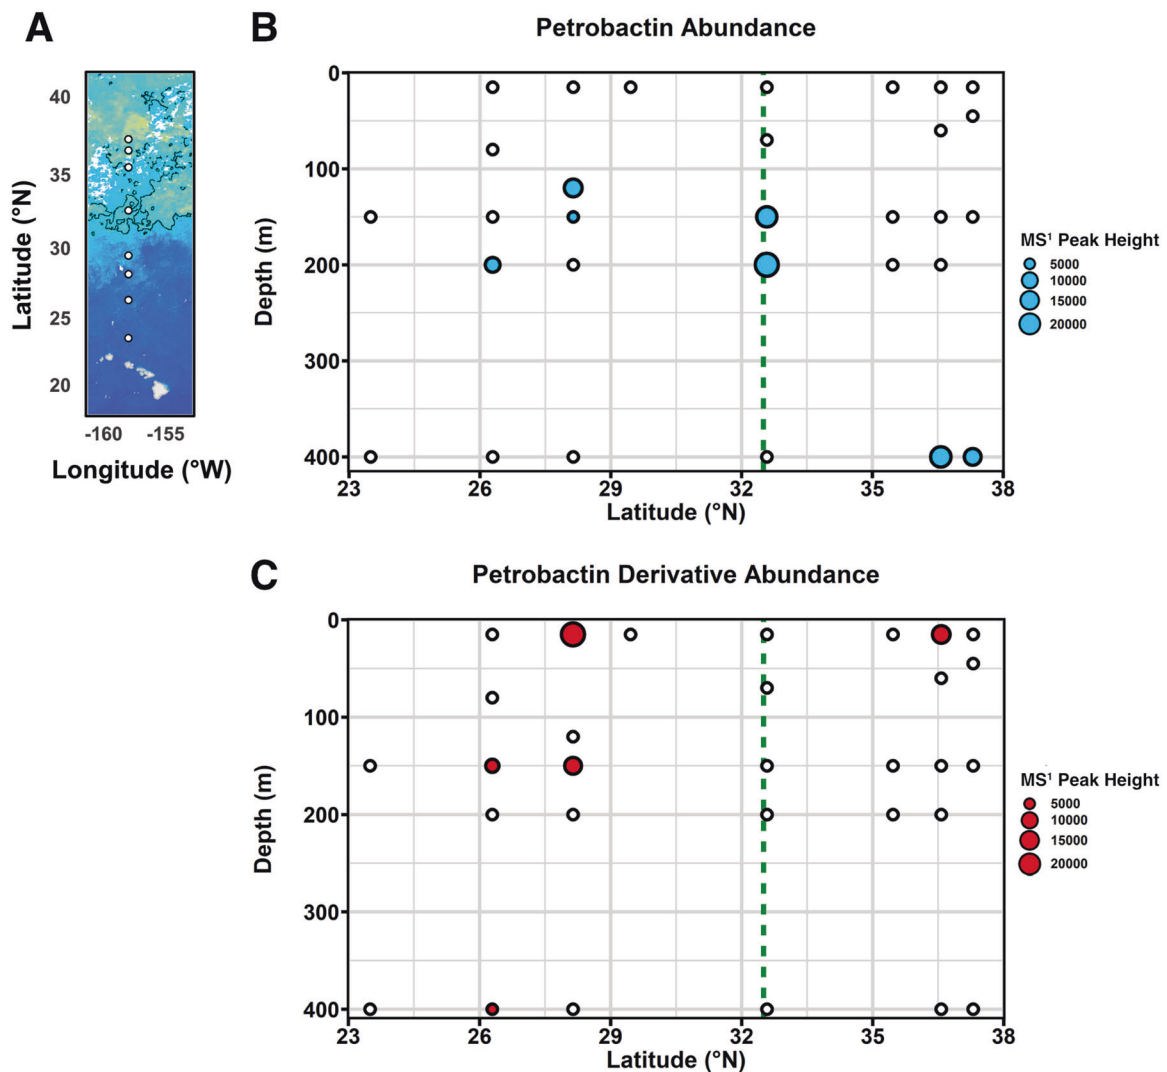 A
40
35
30
25
20
Latitude (°N)
-160 -155
Longitude (°W)
B
Petrobactin Abundance
0
100
200
300
400
Depth (m)
23 26 29 32 35 38
Latitude (°N)
MS¹ Peak Height
5000
10000
15000
20000
C
Petrobactin Derivative Abundance
0
100
200
300
400
Depth (m)
23 26 29 32 35 38
Latitude (°N)
MS¹ Peak Height
5000
10000
15000
20000